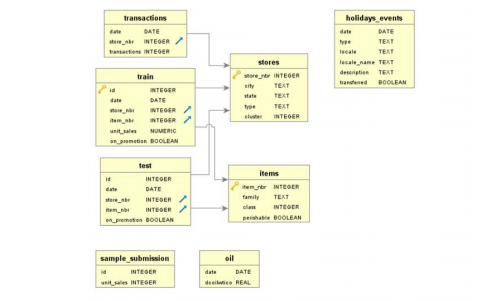 transactions
date DATE
store_nbr INTEGER
transactions INTEGER
holidays_events
date DATE
type TEXT
locale TEXT
locale_name TEXT
description TEXT
transferred BOOLEAN
stores
store_nbr INTEGER
city TEXT
state TEXT
type TEXT
cluster INTEGER
train
id INTEGER
date DATE
store_nbr INTEGER
item_nbr INTEGER
unit_sales NUMERIC
on_promotion BOOLEAN
test
id INTEGER
date DATE
store_nbr INTEGER
item_nbr INTEGER
on_promotion BOOLEAN
items
item_nbr INTEGER
family TEXT
class INTEGER
perishable BOOLEAN
sample_submission
id INTEGER
unit_sales INTEGER
oil
date DATE
dcoilwtico REAL